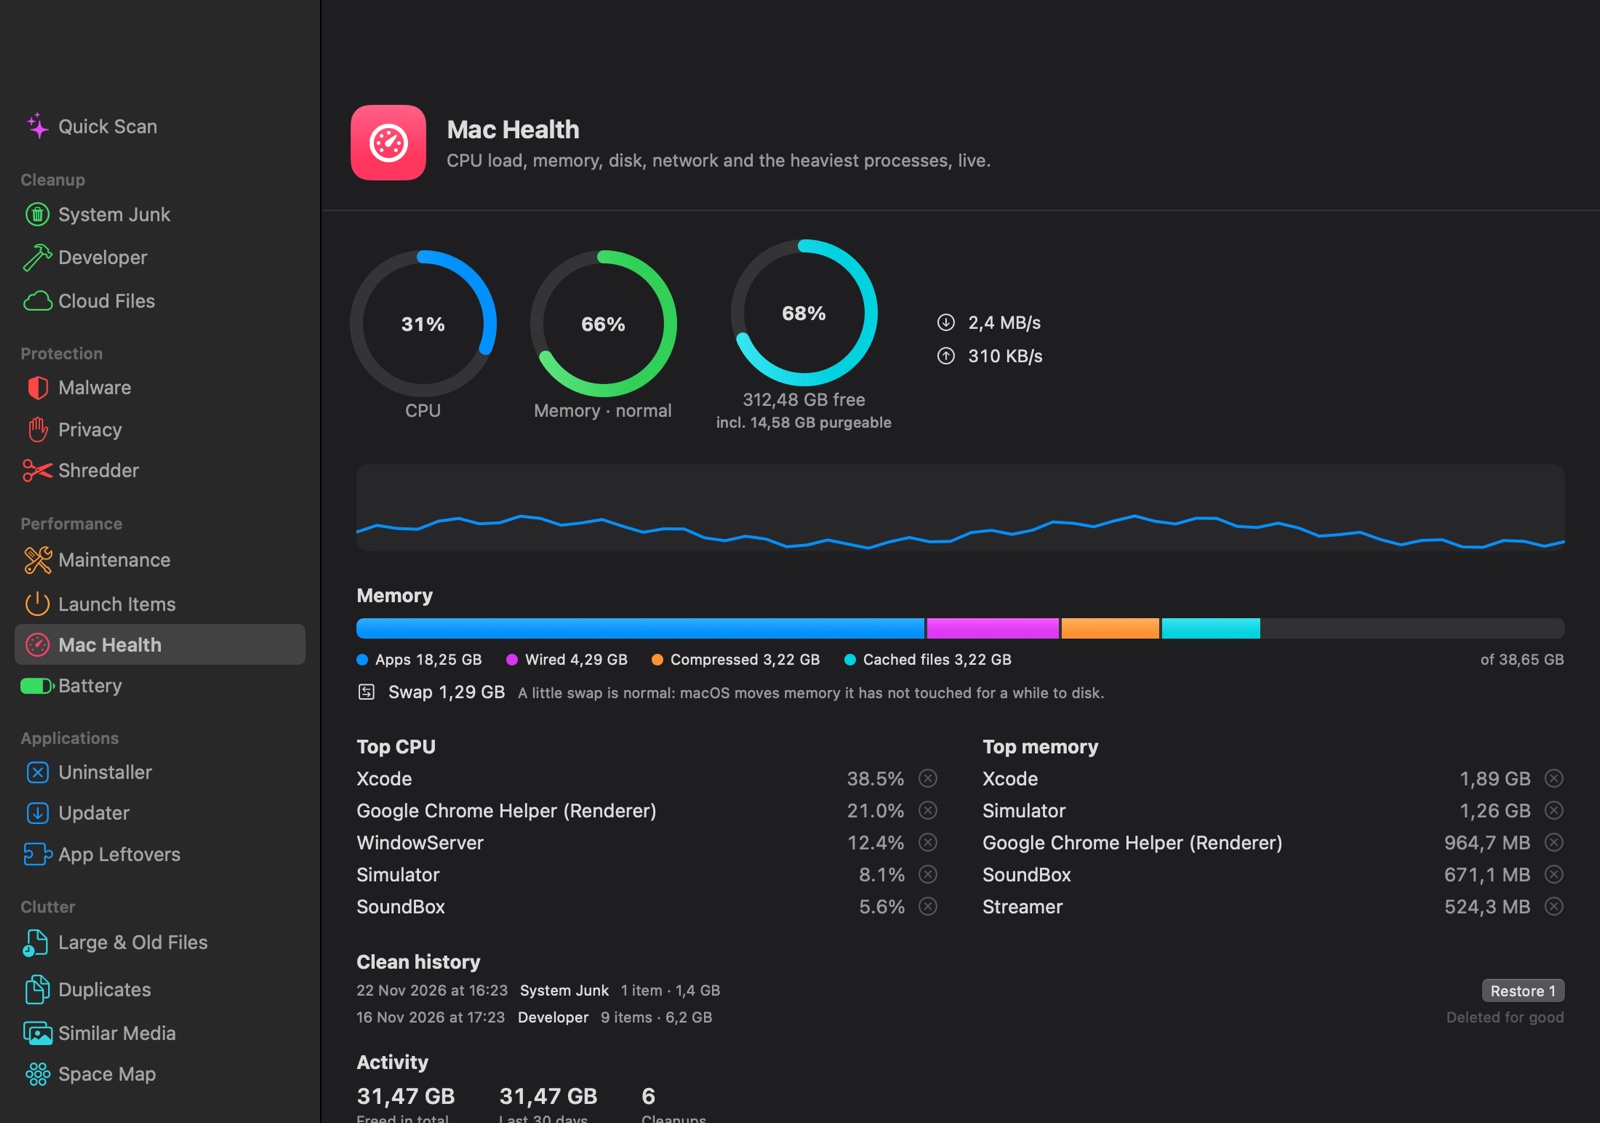 Quick Scan
Cleanup
System Junk
Developer
Cloud Files
Protection
Malware
Privacy
Shredder
Performance
Maintenance
Launch Items
Mac Health
Battery
Applications
Uninstaller
Updater
App Leftovers
Clutter
Large & Old Files
Duplicates
Similar Media
Space Map
Mac Health
CPU load, memory, disk, network and the heaviest processes, live.
31%
CPU
66%
Memory · normal
68%
312,48 GB free
incl. 14,58 GB purgeable
2,4 MB/s
310 KB/s
Memory
Apps 18,25 GB Wired 4,29 GB Compressed 3,22 GB Cached files 3,22 GB of 38,65 GB
Swap 1,29 GB A little swap is normal: macOS moves memory it has not touched for a while to disk.
Top CPU
Xcode 38.5%
Google Chrome Helper (Renderer) 21.0%
WindowServer 12.4%
Simulator 8.1%
SoundBox 5.6%
Top memory
Xcode 1,89 GB
Simulator 1,26 GB
Google Chrome Helper (Renderer) 964,7 MB
SoundBox 671,1 MB
Streamer 524,3 MB
Clean history
22 Nov 2026 at 16:23 System Junk 1 item · 1,4 GB Restore 1
16 Nov 2026 at 17:23 Developer 9 items · 6,2 GB Deleted for good
Activity
31,47 GB 31,47 GB 6
Freed in total Last 30 days Cleanups